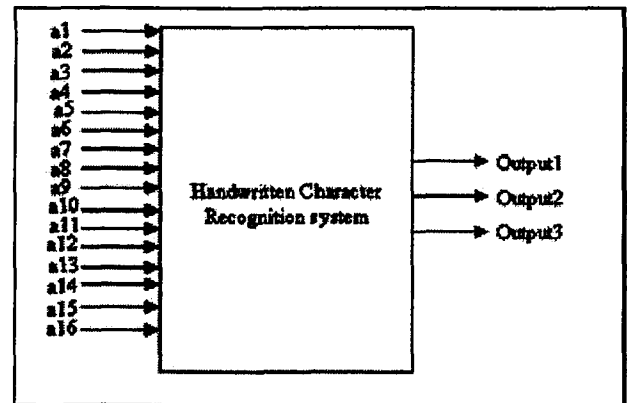 a1
a2
a3
a4
a5
a6
a7
a8
a9
a10
a11
a12
a13
a14
a15
a16
Handwritten Character
Recognition system
Output1
Output2
Output3